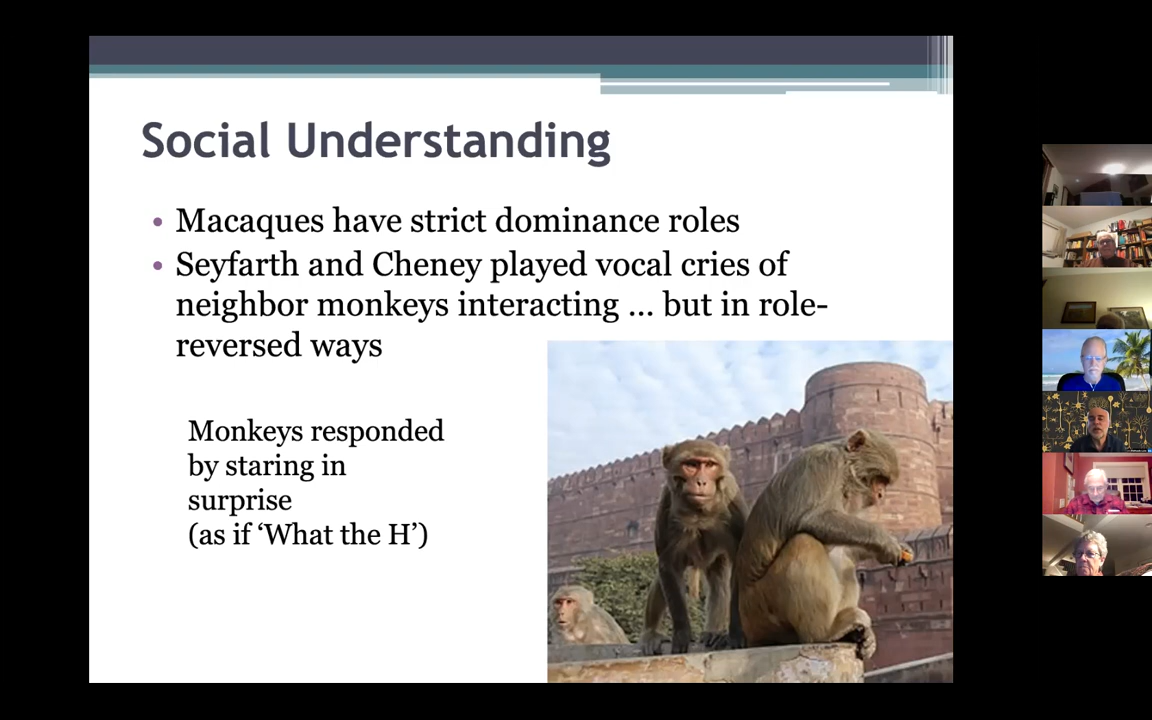 Social Understanding
• Macaques have strict dominance roles
• Seyfarth and Cheney played vocal cries of
neighbor monkeys interacting ... but in role-
reversed ways
Monkeys responded
by staring in
surprise
(as if ‘What the H’)